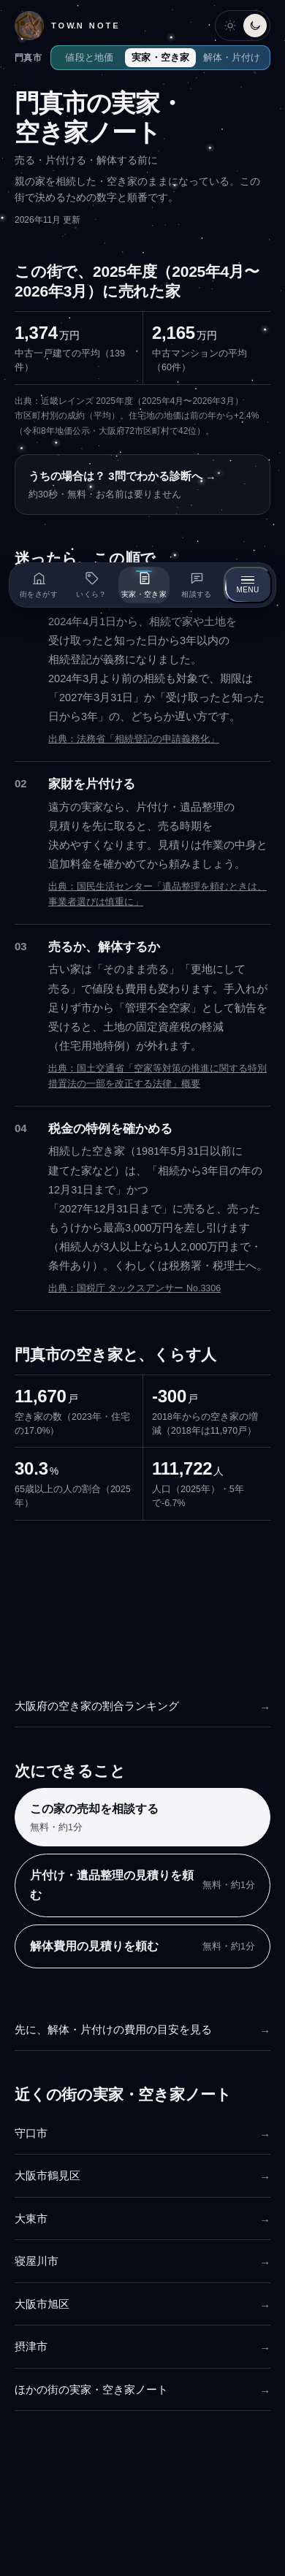 TOWN NOTE
門真市
値段と地価
実家・空き家
解体・片付け
門真市の実家・
空き家ノート
売る・片付ける・解体する前に
親の家を相続した・空き家のままになっている。この
街で決めるための数字と順番です。
2026年11月 更新
この街で、2025年度（2025年4月〜
2026年3月）に売れた家
1,374万円
中古一戸建ての平均（139
件）
2,165万円
中古マンションの平均
（60件）
出典：近畿レインズ 2025年度（2025年4月〜2026年3月）
市区町村別の成約（平均）。住宅地の地価は前の年から+2.4%
（令和8年地価公示・大阪府72市区町村で42位）。
うちの場合は？ 3問でわかる診断へ →
約30秒・無料・お名前は要りません
迷ったら、この順で
街をさがす
いくら？
実家・空き家
相談する
MENU
2024年4月1日から、相続で家や土地を
受け取ったと知った日から3年以内の
相続登記が義務になりました。
2024年3月より前の相続も対象で、期限は
「2027年3月31日」か「受け取ったと知った
日から3年」の、どちらか遅い方です。
出典：法務省「相続登記の申請義務化」
02
家財を片付ける
遠方の実家なら、片付け・遺品整理の
見積りを先に取ると、売る時期を
決めやすくなります。見積りは作業の中身と
追加料金を確かめてから頼みましょう。
出典：国民生活センター「遺品整理を頼むときは、
事業者選びは慎重に」
03
売るか、解体するか
古い家は「そのまま売る」「更地にして
売る」で値段も費用も変わります。手入れが
足りず市から「管理不全空家」として勧告を
受けると、土地の固定資産税の軽減
（住宅用地特例）が外れます。
出典：国土交通省「空家等対策の推進に関する特別
措置法の一部を改正する法律」概要
04
税金の特例を確かめる
相続した空き家（1981年5月31日以前に
建てた家など）は、「相続から3年目の年の
12月31日まで」かつ
「2027年12月31日まで」に売ると、売った
もうけから最高3,000万円を差し引けます
（相続人が3人以上なら1人2,000万円まで・
条件あり）。くわしくは税務署・税理士へ。
出典：国税庁 タックスアンサー No.3306
門真市の空き家と、くらす人
11,670戸
空き家の数（2023年・住宅
の17.0%）
-300戸
2018年からの空き家の増
減（2018年は11,970戸）
30.3%
65歳以上の人の割合（2025
年）
111,722人
人口（2025年）・5年
で-6.7%
大阪府の空き家の割合ランキング
→
次にできること
この家の売却を相談する
無料・約1分
片付け・遺品整理の見積りを頼
む
無料・約1分
解体費用の見積りを頼む
無料・約1分
先に、解体・片付けの費用の目安を見る
→
近くの街の実家・空き家ノート
守口市
→
大阪市鶴見区
→
大東市
→
寝屋川市
→
大阪市旭区
→
摂津市
→
ほかの街の実家・空き家ノート
→